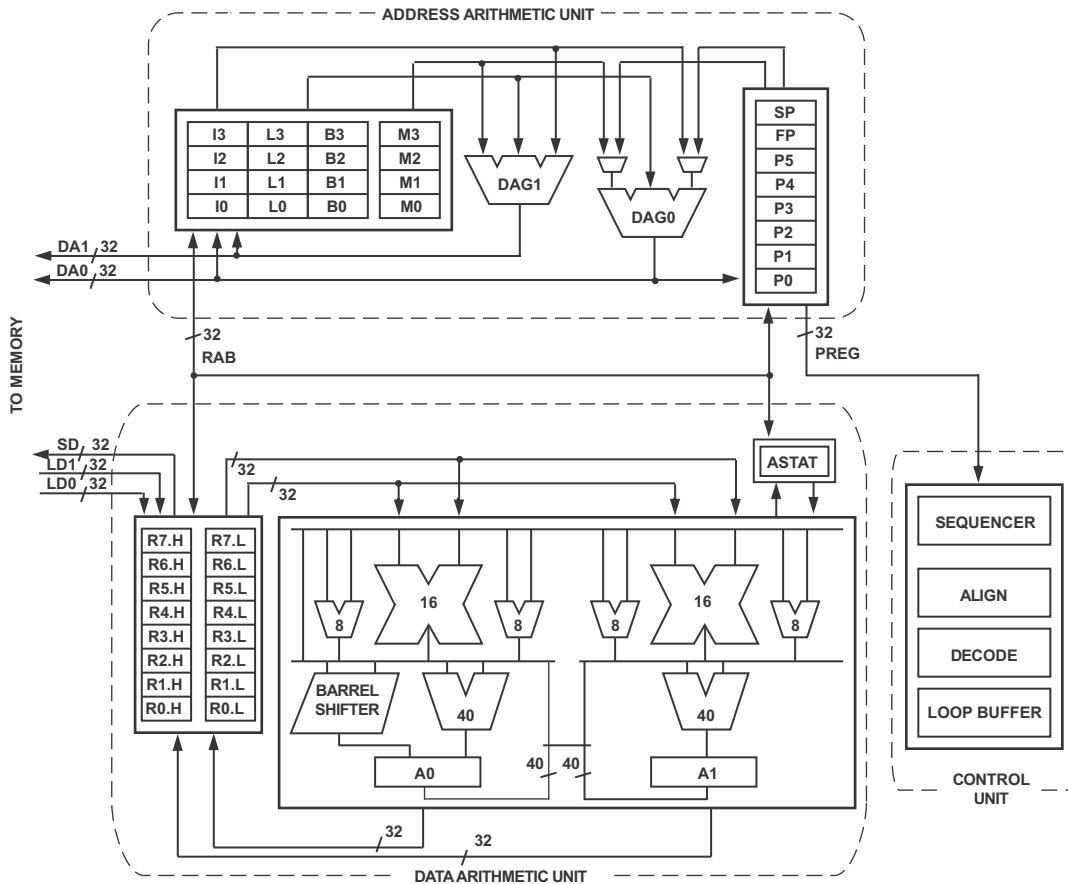 ADDRESS ARITHMETIC UNIT
SP
I3 L3 B3 M3
FP
I2 L2 B2 M2
P5
I1 L1 B1 M1
DAG1
P4
I0 L0 B0 M0
P3
DAG0
P2
DA1 32
P1
DA0 32
P0
32
RAB
32
PREG
TO MEMORY
SD 32
LD1 32
LD0 32
32
32
ASTAT
R7.H R7.L
R6.H R6.L
R5.H R5.L
R4.H R4.L
R3.H R3.L
R2.H R2.L
R1.H R1.L
R0.H R0.L
16
16
8
8
8
8
BARREL
SHIFTER
40
40
A0
40
40
A1
32
32
DATA ARITHMETIC UNIT
SEQUENCER
ALIGN
DECODE
LOOP BUFFER
CONTROL
UNIT